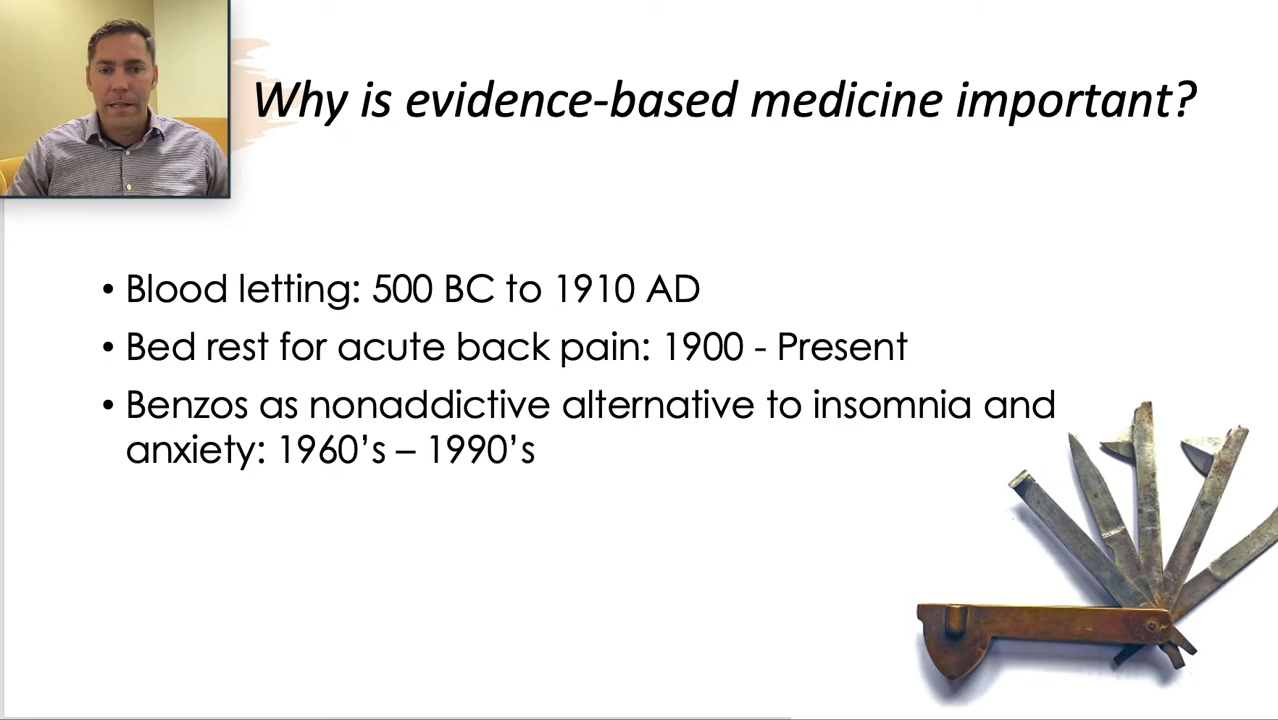 Why is evidence-based medicine important?
• Blood letting: 500 BC to 1910 AD
• Bed rest for acute back pain: 1900 - Present
• Benzos as nonaddictive alternative to insomnia and
anxiety: 1960’s – 1990’s